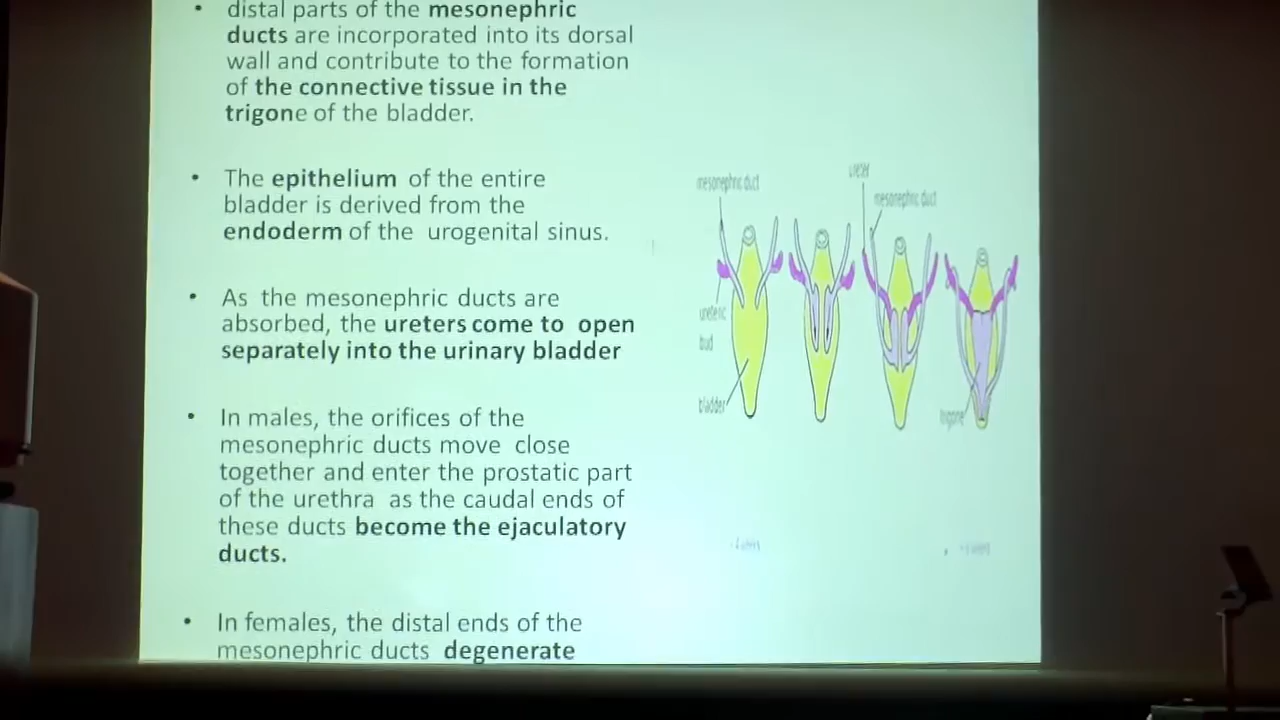 • distal parts of the mesonephric
ducts are incorporated into its dorsal
wall and contribute to the formation
of the connective tissue in the
trigone of the bladder.
• The epithelium of the entire
bladder is derived from the
endoderm of the urogenital sinus.
• As the mesonephric ducts are
absorbed, the ureters come to open
separately into the urinary bladder
• In males, the orifices of the
mesonephric ducts move close
together and enter the prostatic part
of the urethra as the caudal ends of
these ducts become the ejaculatory
ducts.
• In females, the distal ends of the
mesonephric ducts degenerate
mesonephric duct
ureter
mesonephric duct
ureteric
bud
bladder
trigone